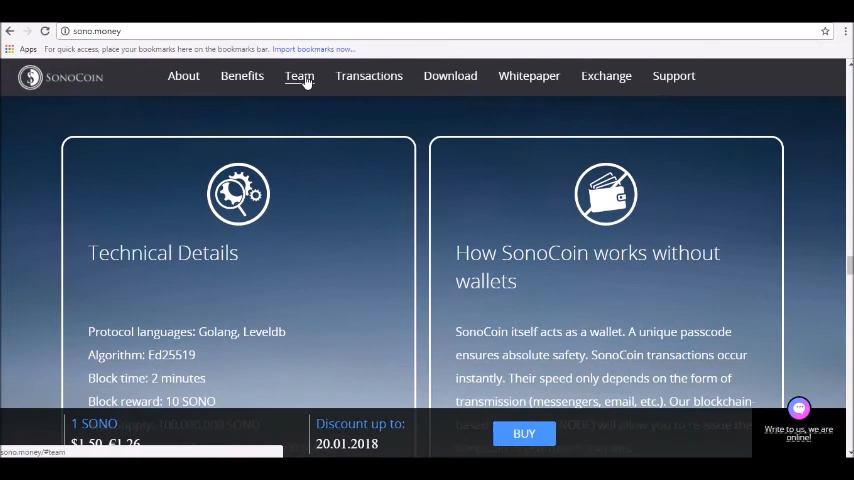 sono.money
Apps For quick access, place your bookmarks here on the bookmarks bar. Import bookmarks now...
SONOCOIN About Benefits Team Transactions Download Whitepaper Exchange Support
Technical Details
Protocol languages: Golang, Leveldb
Algorithm: Ed25519
Block time: 2 minutes
Block reward: 10 SONO
How SonoCoin works without
wallets
SonoCoin itself acts as a wallet. A unique passcode
ensures absolute safety. SonoCoin transactions occur
instantly. Their speed only depends on the form of
transmission (messengers, email, etc.). Our blockchain-
1 SONO
$1.50 €1.26
Discount up to:
20.01.2018
BUY
Write to us, we are
online!
sono.money/#team